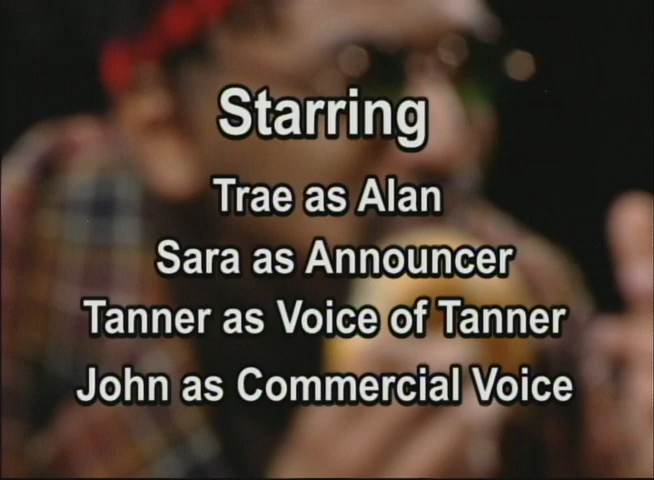 Starring
Trae as Alan
Sara as Announcer
Tanner as Voice of Tanner
John as Commercial Voice